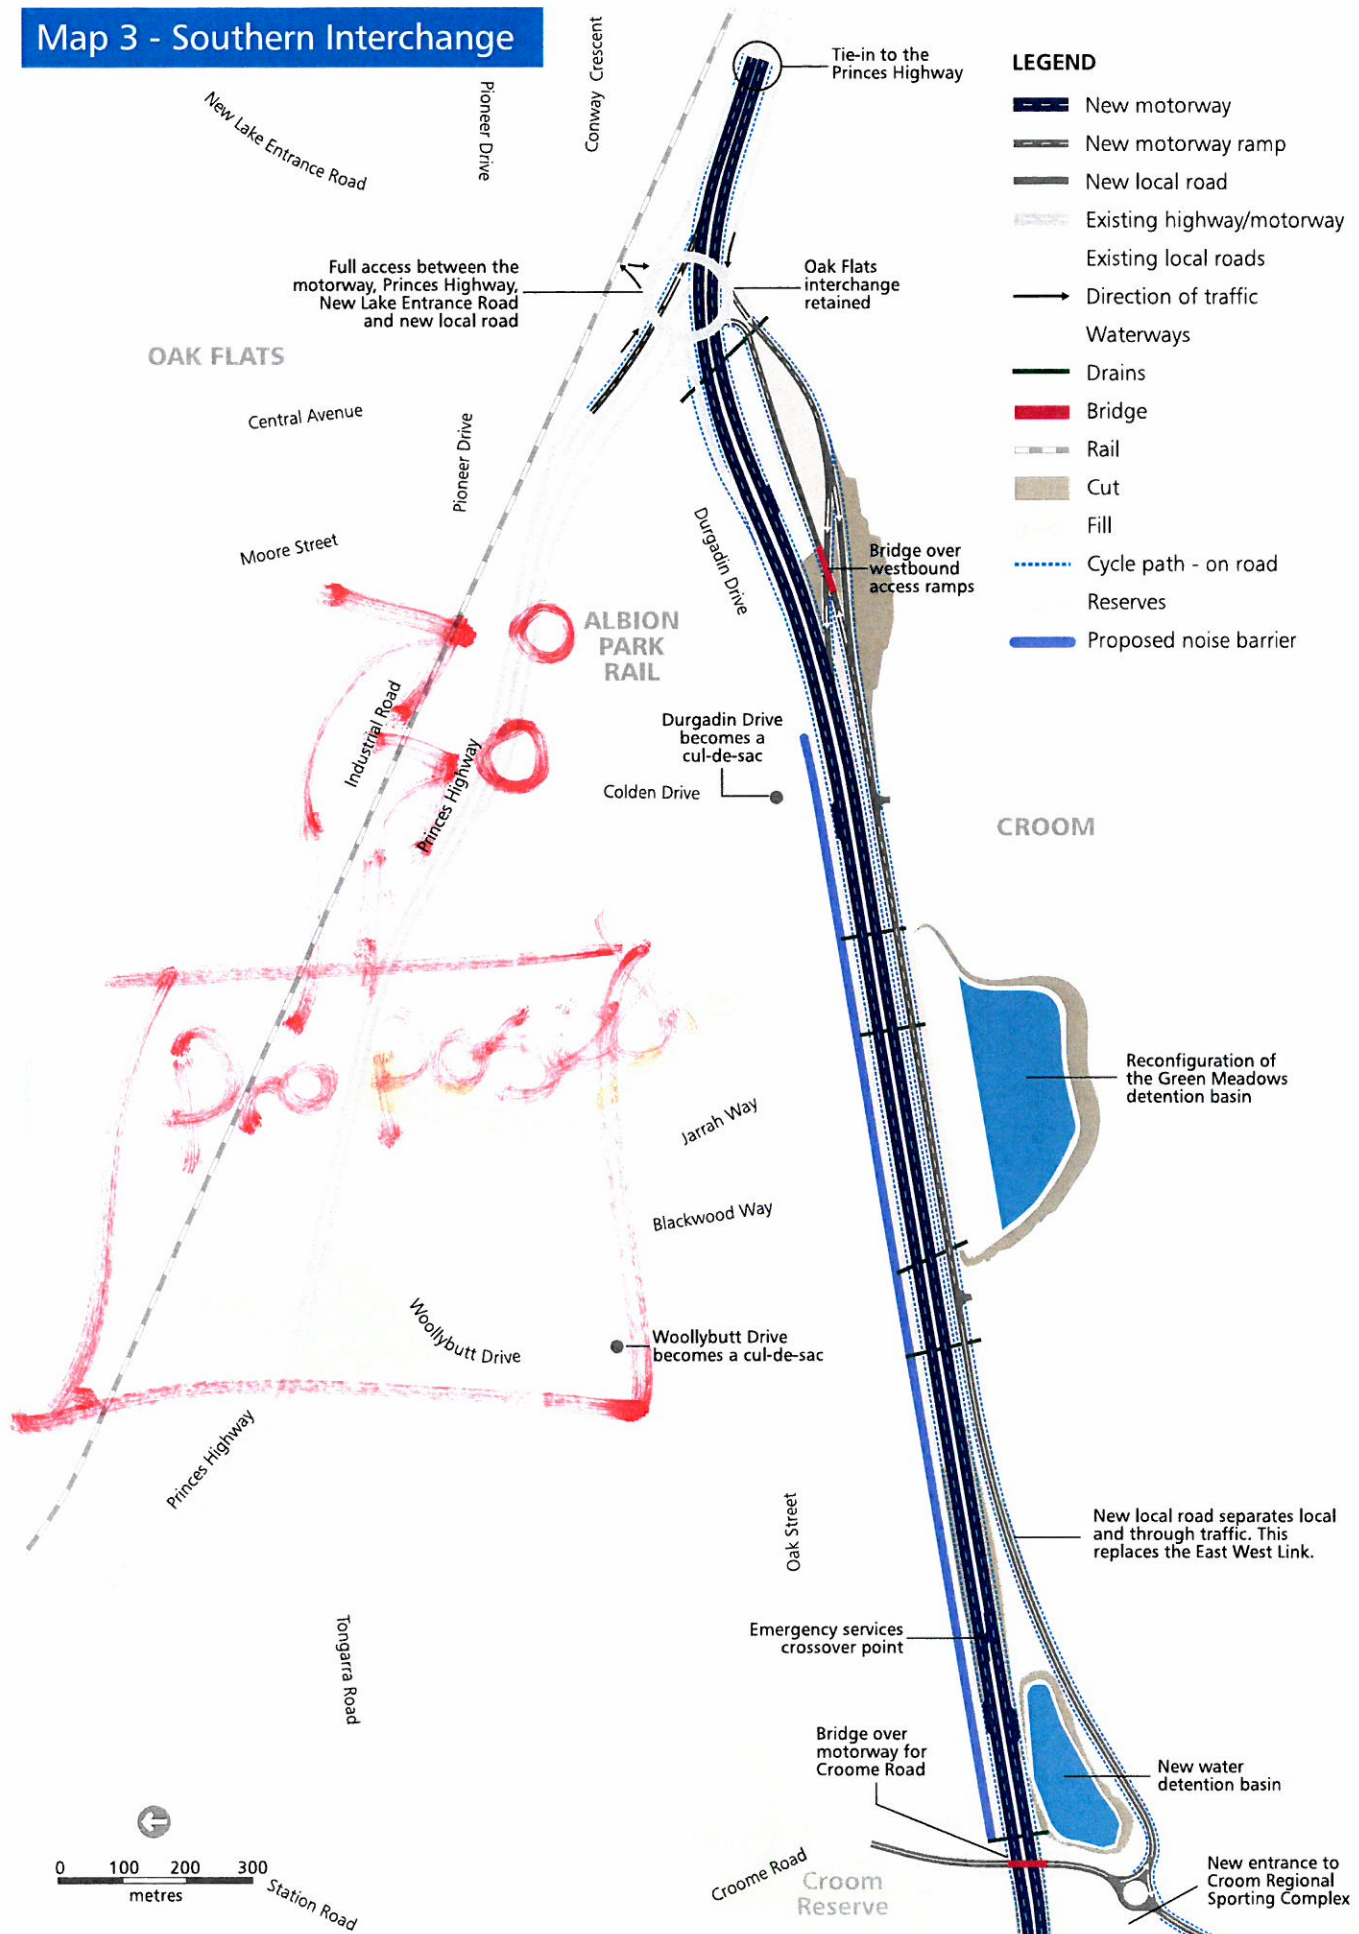 Map 3 - Southern Interchange
New Lake Entrance Road
Pioneer Drive
Conway Crescent
Tie-in to the
Princes Highway
LEGEND
New motorway
New motorway ramp
New local road
Existing highway/motorway
Existing local roads
Direction of traffic
Waterways
Drains
Bridge
Rail
Cut
Fill
Cycle path - on road
Reserves
Proposed noise barrier
Full access between the
motorway, Princes Highway,
New Lake Entrance Road
and new local road
Oak Flats
interchange
retained
OAK FLATS
Central Avenue
Pioneer Drive
Moore Street
Durgadin Drive
Bridge over
westbound
access ramps
ALBION
PARK
RAIL
Industrial Road
Princes Highway
Durgadin Drive
becomes a
cul-de-sac
Colden Drive
CROOM
Reconfiguration of
the Green Meadows
detention basin
Jarrah Way
Blackwood Way
Woollybutt Drive
Woollybutt Drive
becomes a cul-de-sac
Princes Highway
Oak Street
New local road separates local
and through traffic. This
replaces the East West Link.
Tongarra Road
Emergency services
crossover point
Bridge over
motorway for
Croome Road
New water
detention basin
0 100 200 300
metres
Station Road
Croome Road
Croom
Reserve
New entrance to
Croom Regional
Sporting Complex